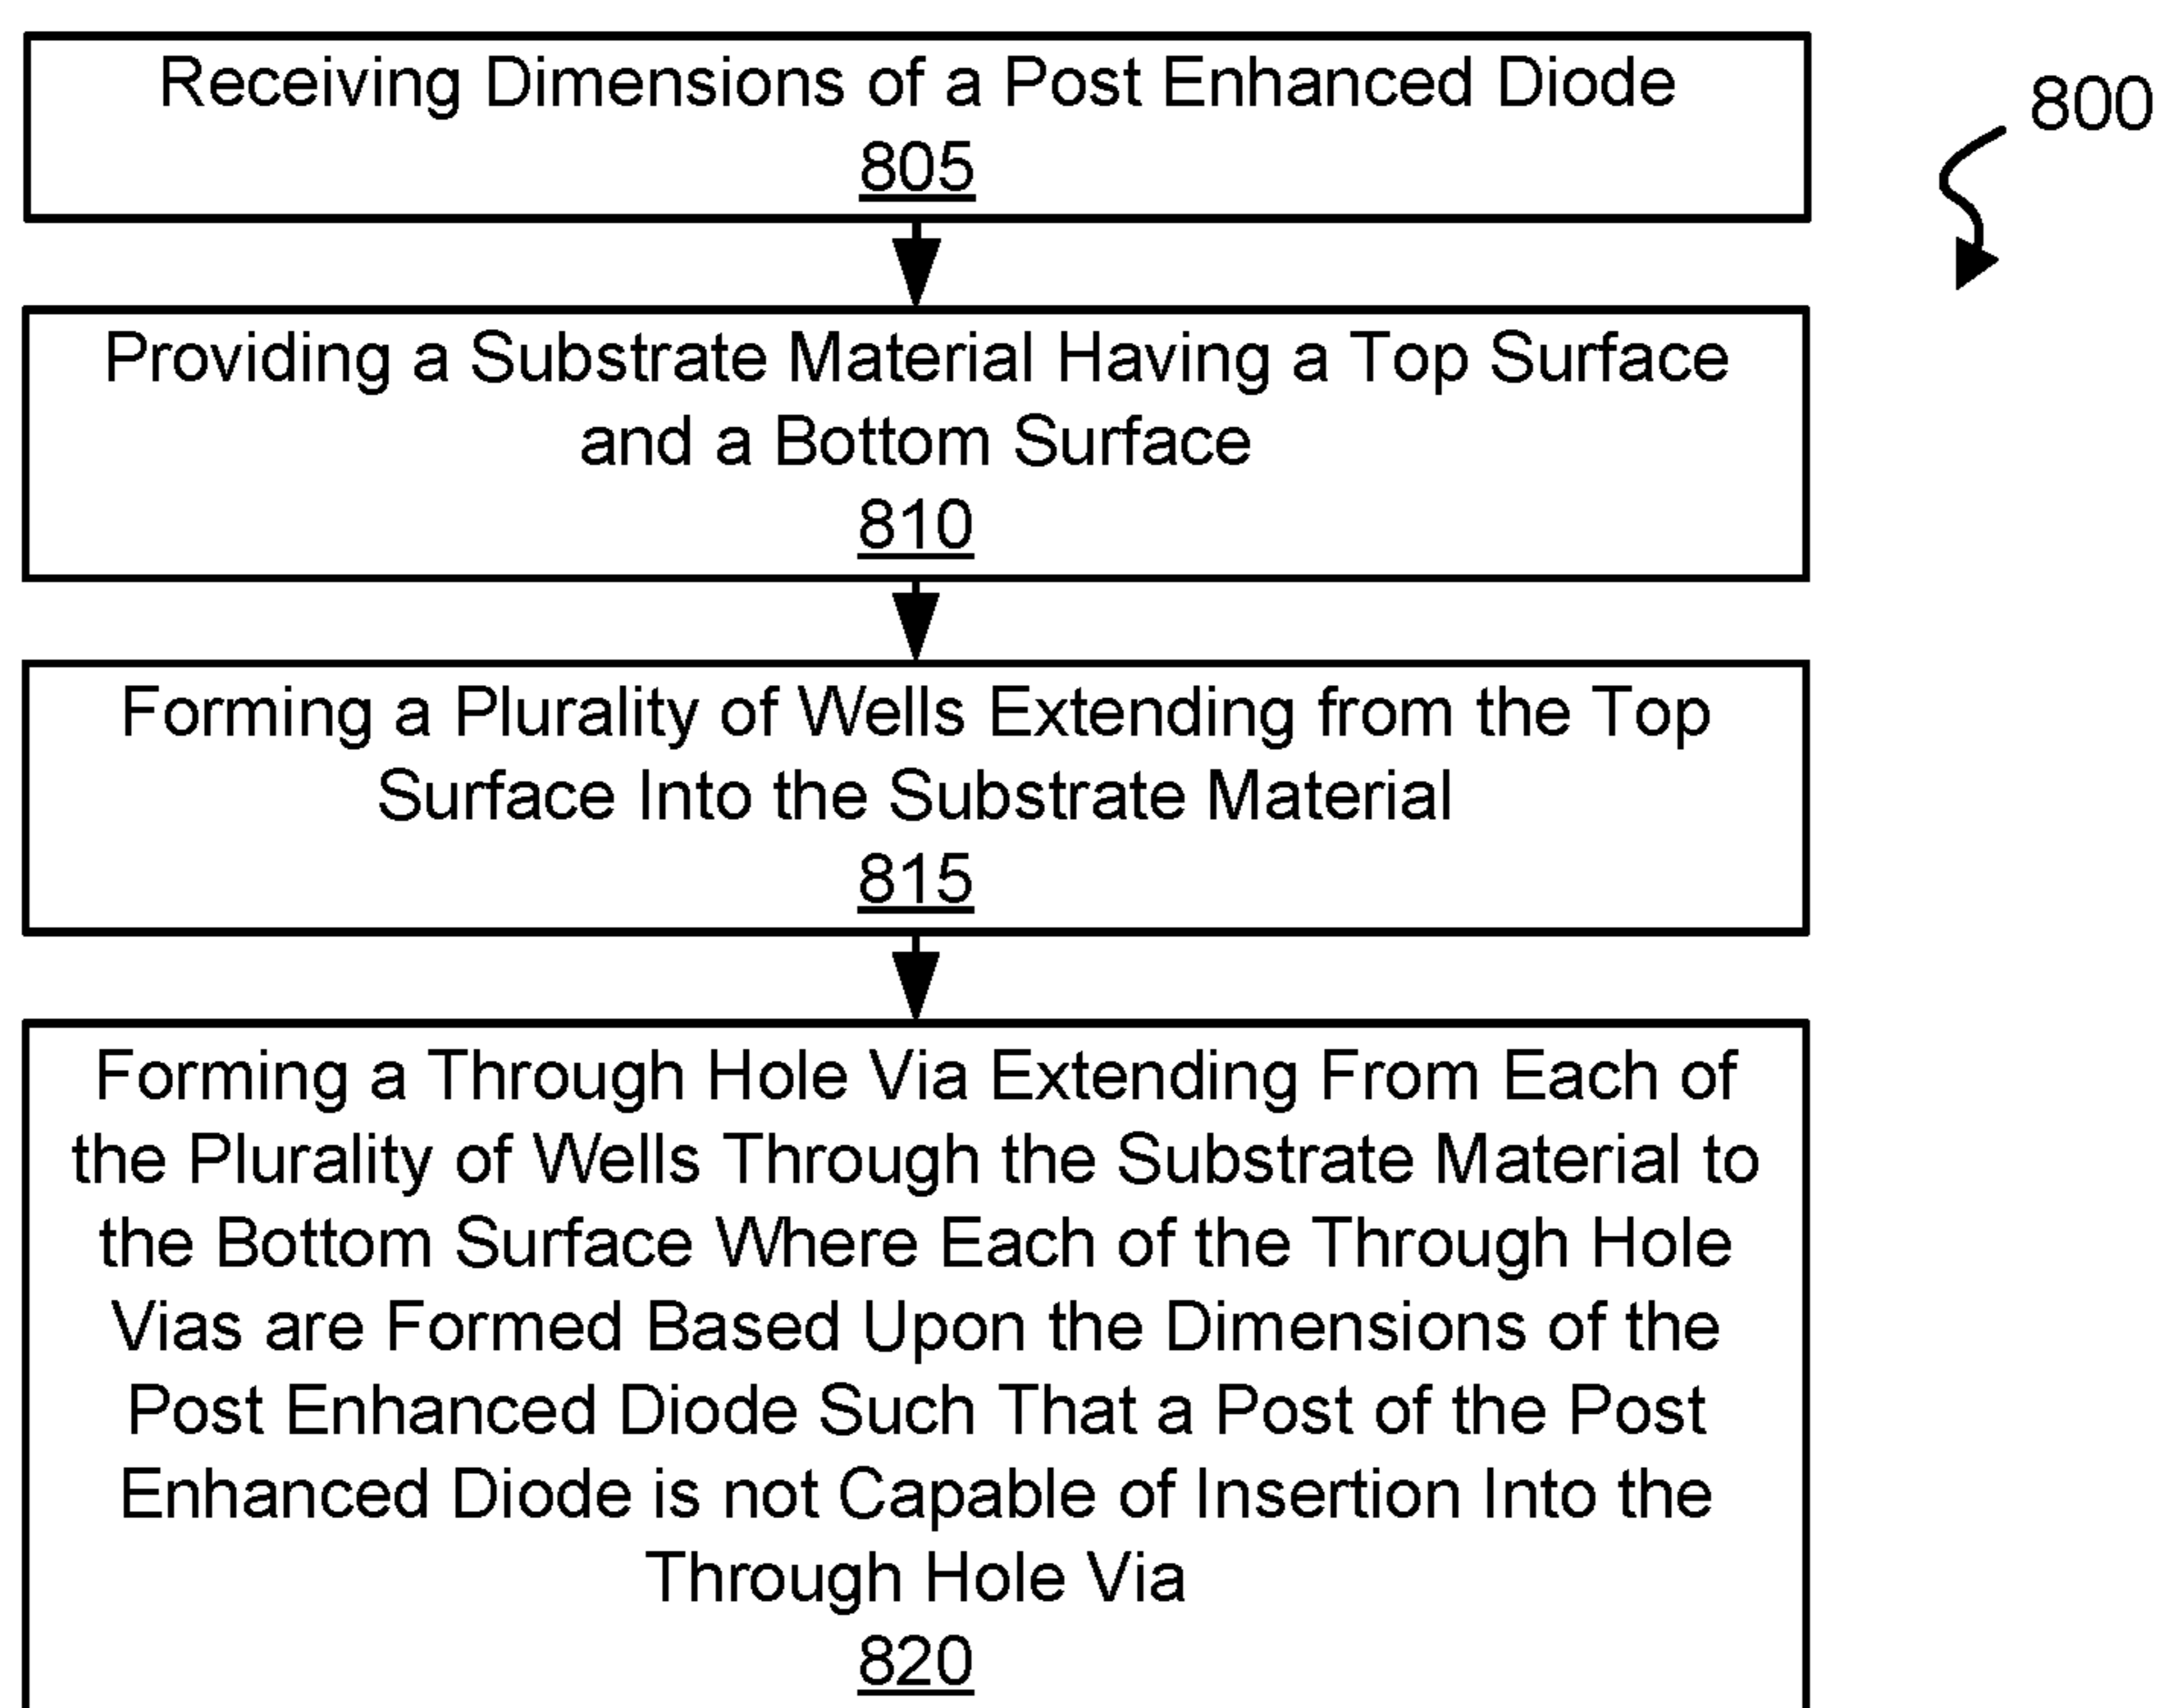 Receiving Dimensions of a Post Enhanced Diode
805
800
Providing a Substrate Material Having a Top Surface
and a Bottom Surface
810
Forming a Plurality of Wells Extending from the Top
Surface Into the Substrate Material
815
Forming a Through Hole Via Extending From Each of
the Plurality of Wells Through the Substrate Material to
the Bottom Surface Where Each of the Through Hole
Vias are Formed Based Upon the Dimensions of the
Post Enhanced Diode Such That a Post of the Post
Enhanced Diode is not Capable of Insertion Into the
Through Hole Via
820